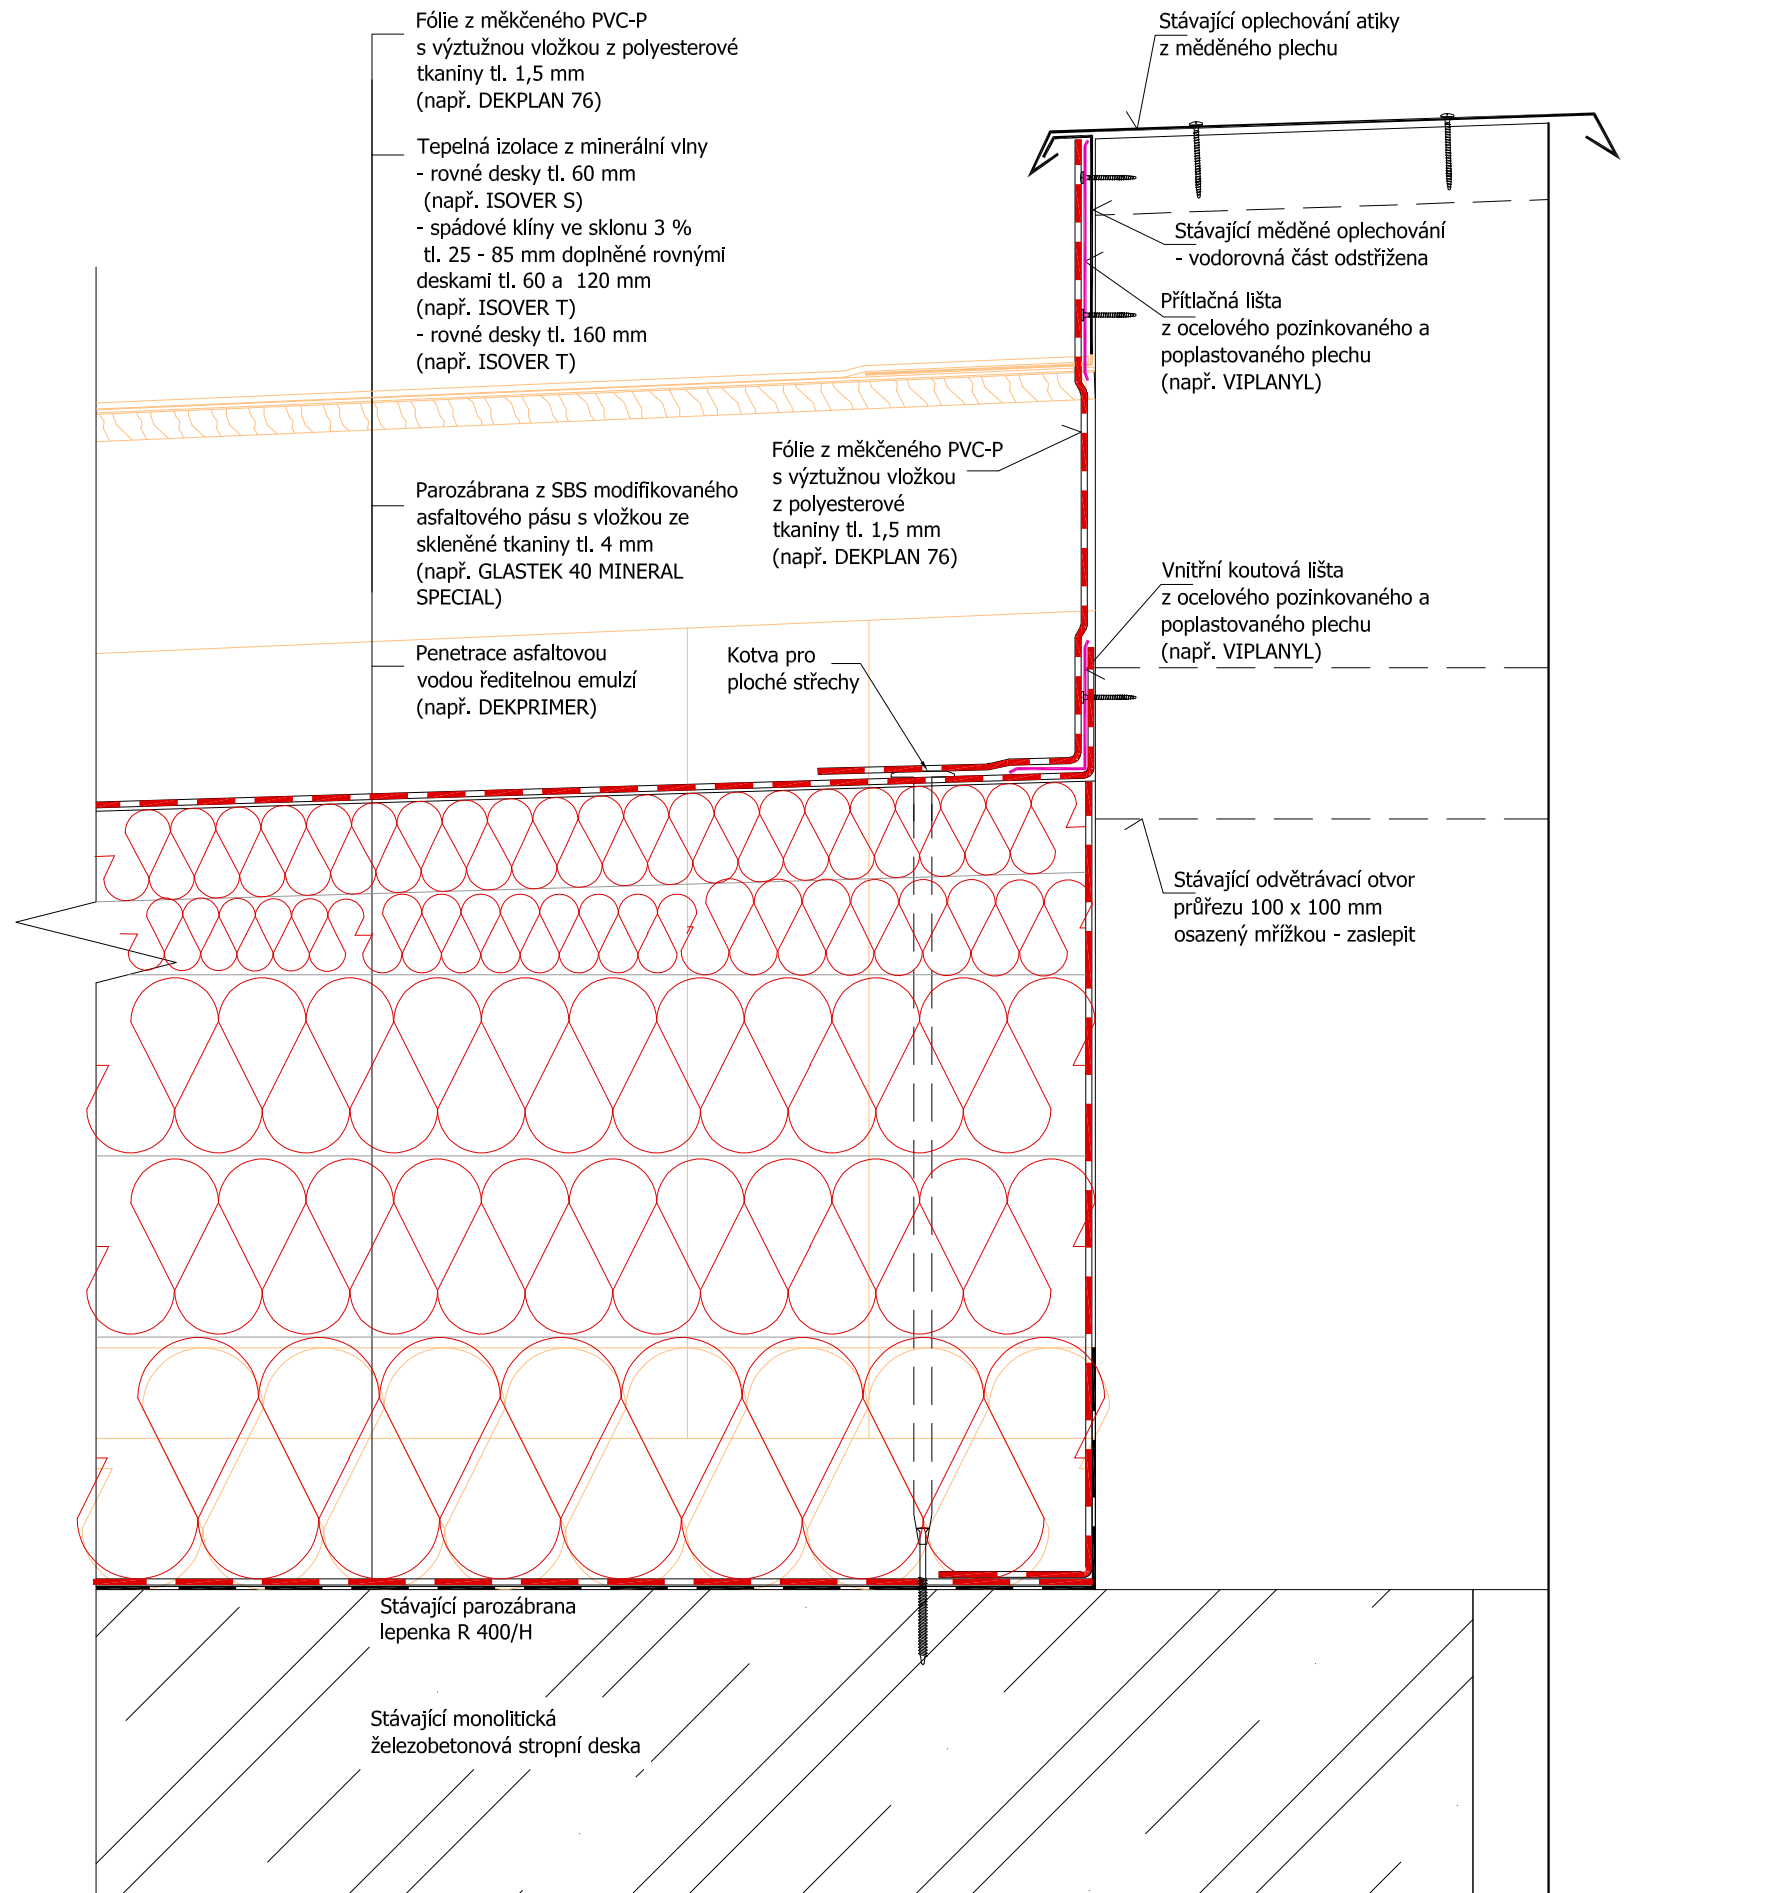 Fólie z měkčeného PVC-P
s výztužnou vložkou z polyesterové
tkaniny tl. 1,5 mm
(např. DEKPLAN 76)
Tepelná izolace z minerální vlny
- rovné desky tl. 60 mm
(např. ISOVER S)
- spádové klíny ve sklonu 3 %
tl. 25 - 85 mm doplněné rovnými
deskami tl. 60 a 120 mm
(např. ISOVER T)
- rovné desky tl. 160 mm
(např. ISOVER T)
Parozábrana z SBS modifikovaného
asfaltového pásu s vložkou ze
skleněné tkaniny tl. 4 mm
(např. GLASTEK 40 MINERAL
SPECIAL)
Penetrace asfaltovou
vodou ředitelnou emulzí
(např. DEKPRIMER)
Fólie z měkčeného PVC-P
s výztužnou vložkou
z polyesterové
tkaniny tl. 1,5 mm
(např. DEKPLAN 76)
Kotva pro
ploché střechy
Stávající oplechování atiky
z měděného plechu
Stávající měděné oplechování
- vodorovná část odstřižena
Přítlačná lišta
z ocelového pozinkovaného a
poplastovaného plechu
(např. VIPLANYL)
Vnitřní koutová lišta
z ocelového pozinkovaného a
poplastovaného plechu
(např. VIPLANYL)
Stávající odvětrávací otvor
průřezu 100 x 100 mm
osazený mřížkou - zaslepit
Stávající parozábrana
lepenka R 400/H
Stávající monolitická
železobetonová stropní deska